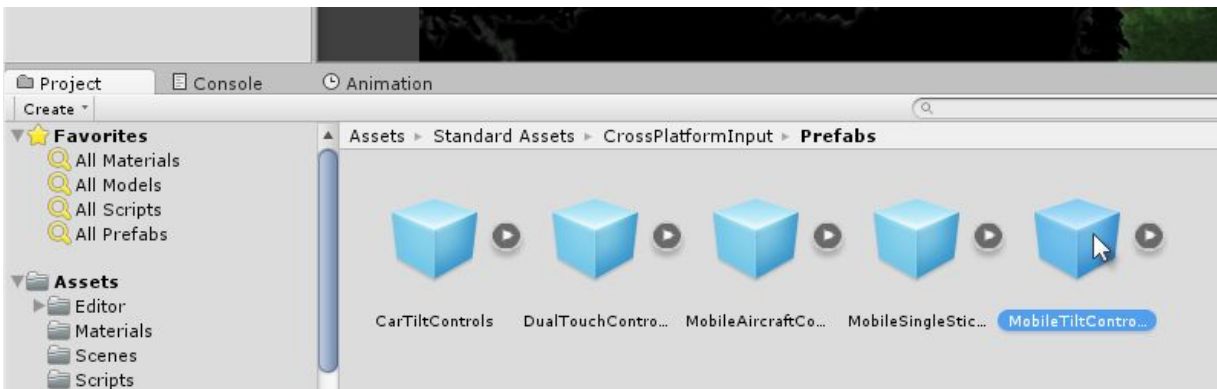 Project Console Animation
Create
Favorites
All Materials
All Models
All Scripts
All Prefabs
Assets
Editor
Materials
Scenes
Scripts
Assets Standard Assets CrossPlatformInput Prefabs
CarTiltControls DualTouchContro... MobileAircraftCo... MobileSingleStic... MobileTiltContro...